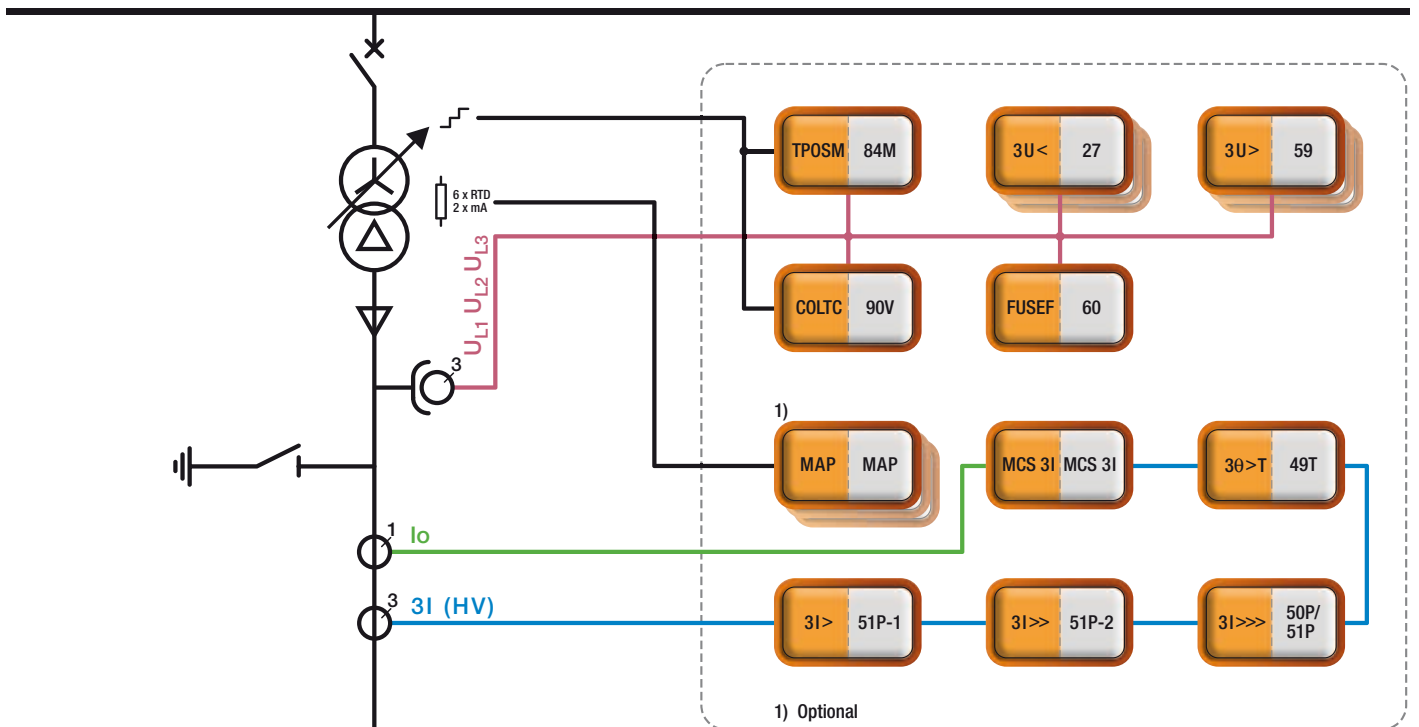 TPOSM 84M
3U< 27
3U> 59
6 x RTD
2 x mA
UL1 UL2 UL3
COLTC 90V
FUSEF 60
3
1)
MAP MAP
MCS 3I MCS 3I
3θ>T 49T
1 Io
3 3I (HV)
3I> 51P-1
3I>> 51P-2
3I>>> 50P/
51P
1) Optional